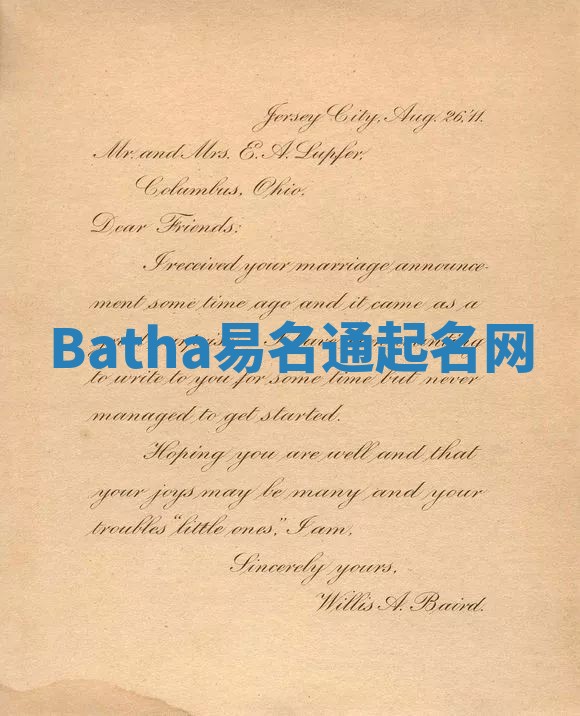 Jersey City, Aug. 26,'11.
Mr. and Mrs. E. A. Lupfer,
Columbus, Ohio.
Dear Friends:
I received your marriage announce-
ment some time ago and it came as a
Batha易名通起名网
to write to you for some time but never
managed to get started.
Hoping you are well and that
your joys may be many and your
troubles "little ones," I am,
Sincerely yours,
Willis A. Baird.